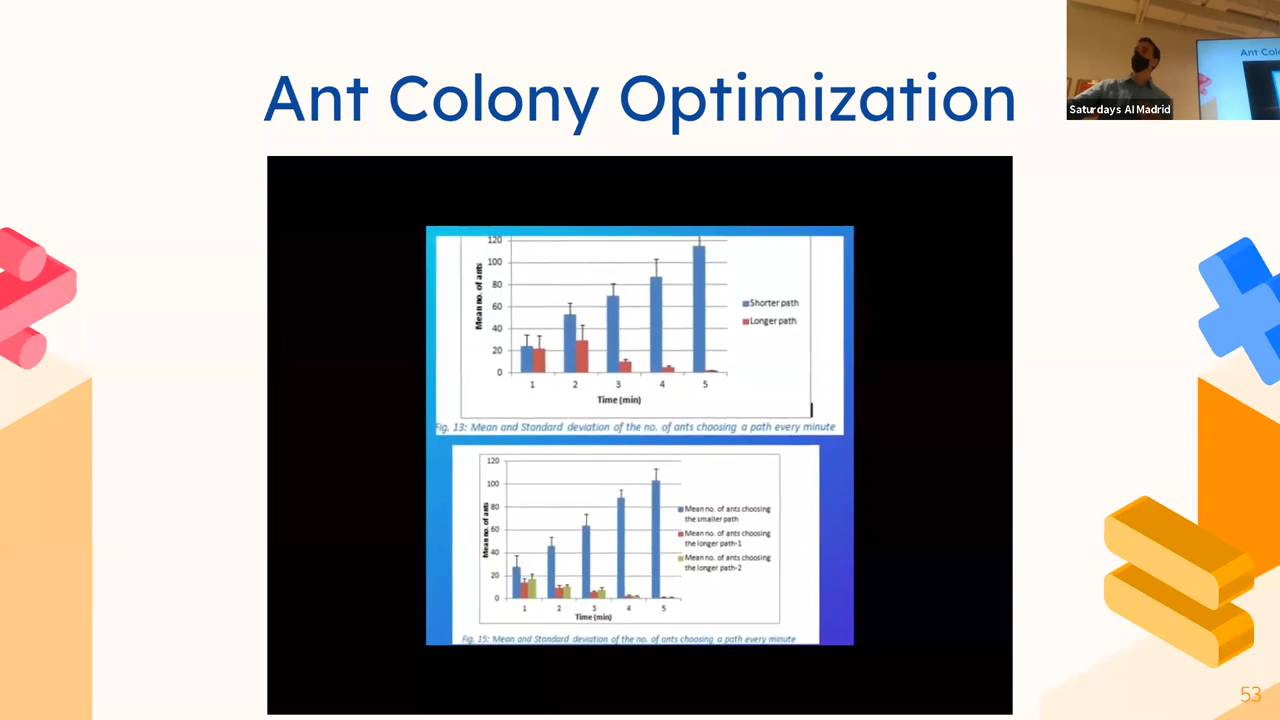 Ant Colony Optimization
Ant Col
Saturdays AI Madrid
120
100
80
60
40
20
0
Mean no. of ants
1 2 3 4 5
Time (min)
Shorter path
Longer path
Fig. 13: Mean and Standard deviation of the no. of ants choosing a path every minute
120
100
80
60
40
20
0
Mean no. of ants
1 2 3 4 5
Time (min)
Mean no. of ants choosing
the smaller path
Mean no. of ants choosing
the longer path-1
Mean no. of ants choosing
the longer path-2
Fig. 15: Mean and Standard deviation of the no. of ants choosing a path every minute
53